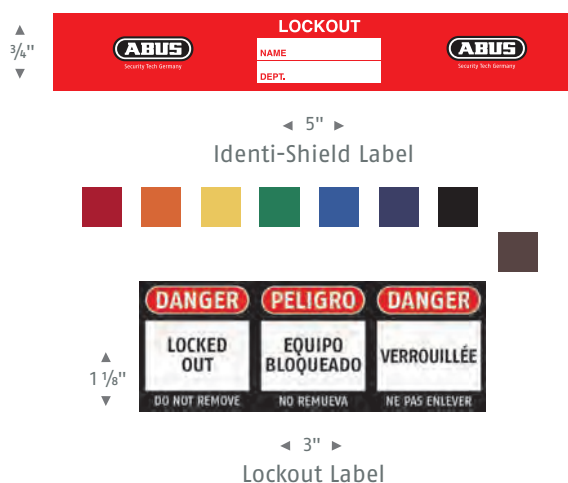 LOCKOUT
ABUS
Security Tech Germany
NAME
DEPT.
ABUS
Security Tech Germany
3/4"
5"
Identi-Shield Label
DANGER PELIGRO DANGER
LOCKED OUT
EQUIPO BLOQUEADO
VERROUILLÉE
DO NOT REMOVE NO REMUEVA NE PAS ENLEVER
1 1/8"
3"
Lockout Label